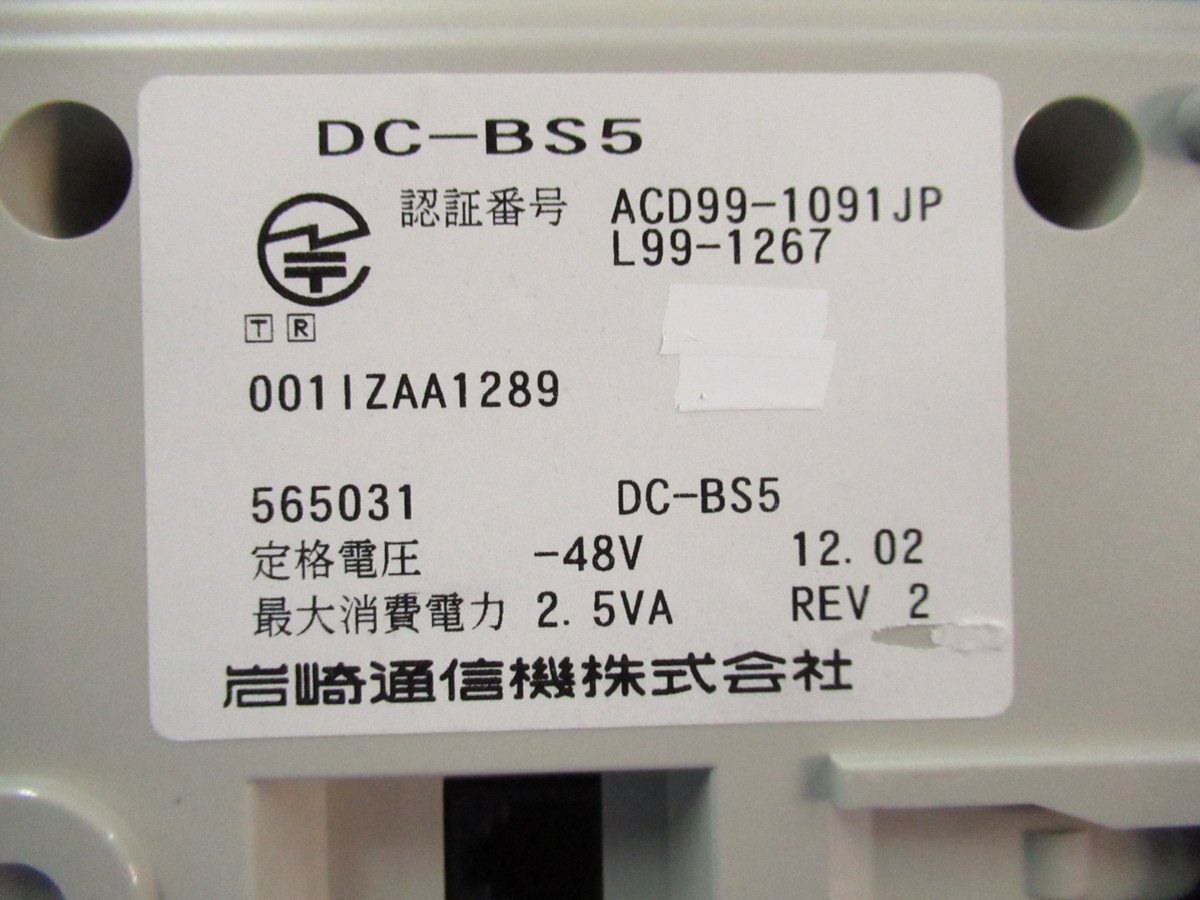 DC-BS5
認証番号 ACD99-1091JP
L99-1267
T R
001IZAA1289
565031 DC-BS5
定格電圧 -48V 12.02
最大消費電力 2.5VA REV 2
岩崎通信機株式会社